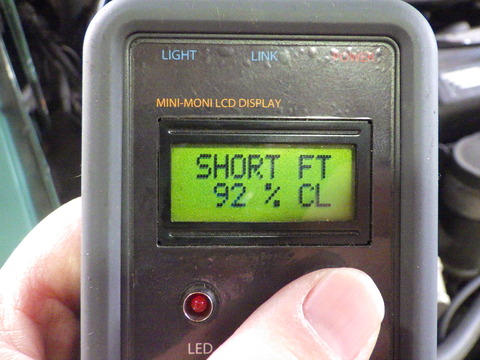 LIGHT LINK POWER
MINI-MONI LCD DISPLAY
SHORT FT
92 % CL
LED